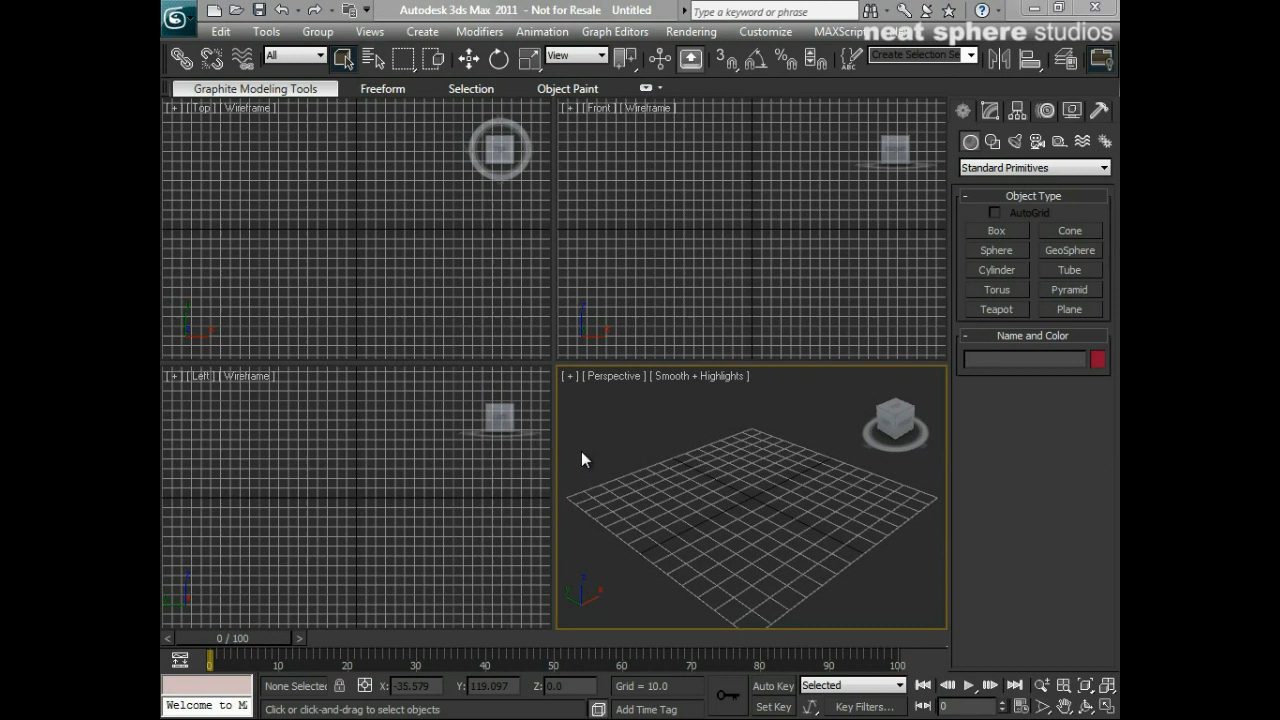 Autodesk 3ds Max 2011 - Not for Resale Untitled
Type a keyword or phrase
Edit Tools Group Views Create Modifiers Animation Graph Editors Rendering Customize MAXScript
neat sphere studios
All
View
Create Selection Se
Graphite Modeling Tools Freeform Selection Object Paint
[ + ] [ Top ] [ Wireframe ]
[ + ] [ Front ] [ Wireframe ]
Standard Primitives
- Object Type
AutoGrid
Box Cone
Sphere GeoSphere
Cylinder Tube
Torus Pyramid
Teapot Plane
- Name and Color
[ + ] [ Left ] [ Wireframe ]
[ + ] [ Perspective ] [ Smooth + Highlights ]
< 0 / 100 >
0 10 20 30 40 50 60 70 80 90 100
None Selected X: -35.579 Y: 119.097 Z: 0.0 Grid = 10.0 Auto Key Selected
Welcome to M Click or click-and-drag to select objects Add Time Tag Set Key Key Filters... 0